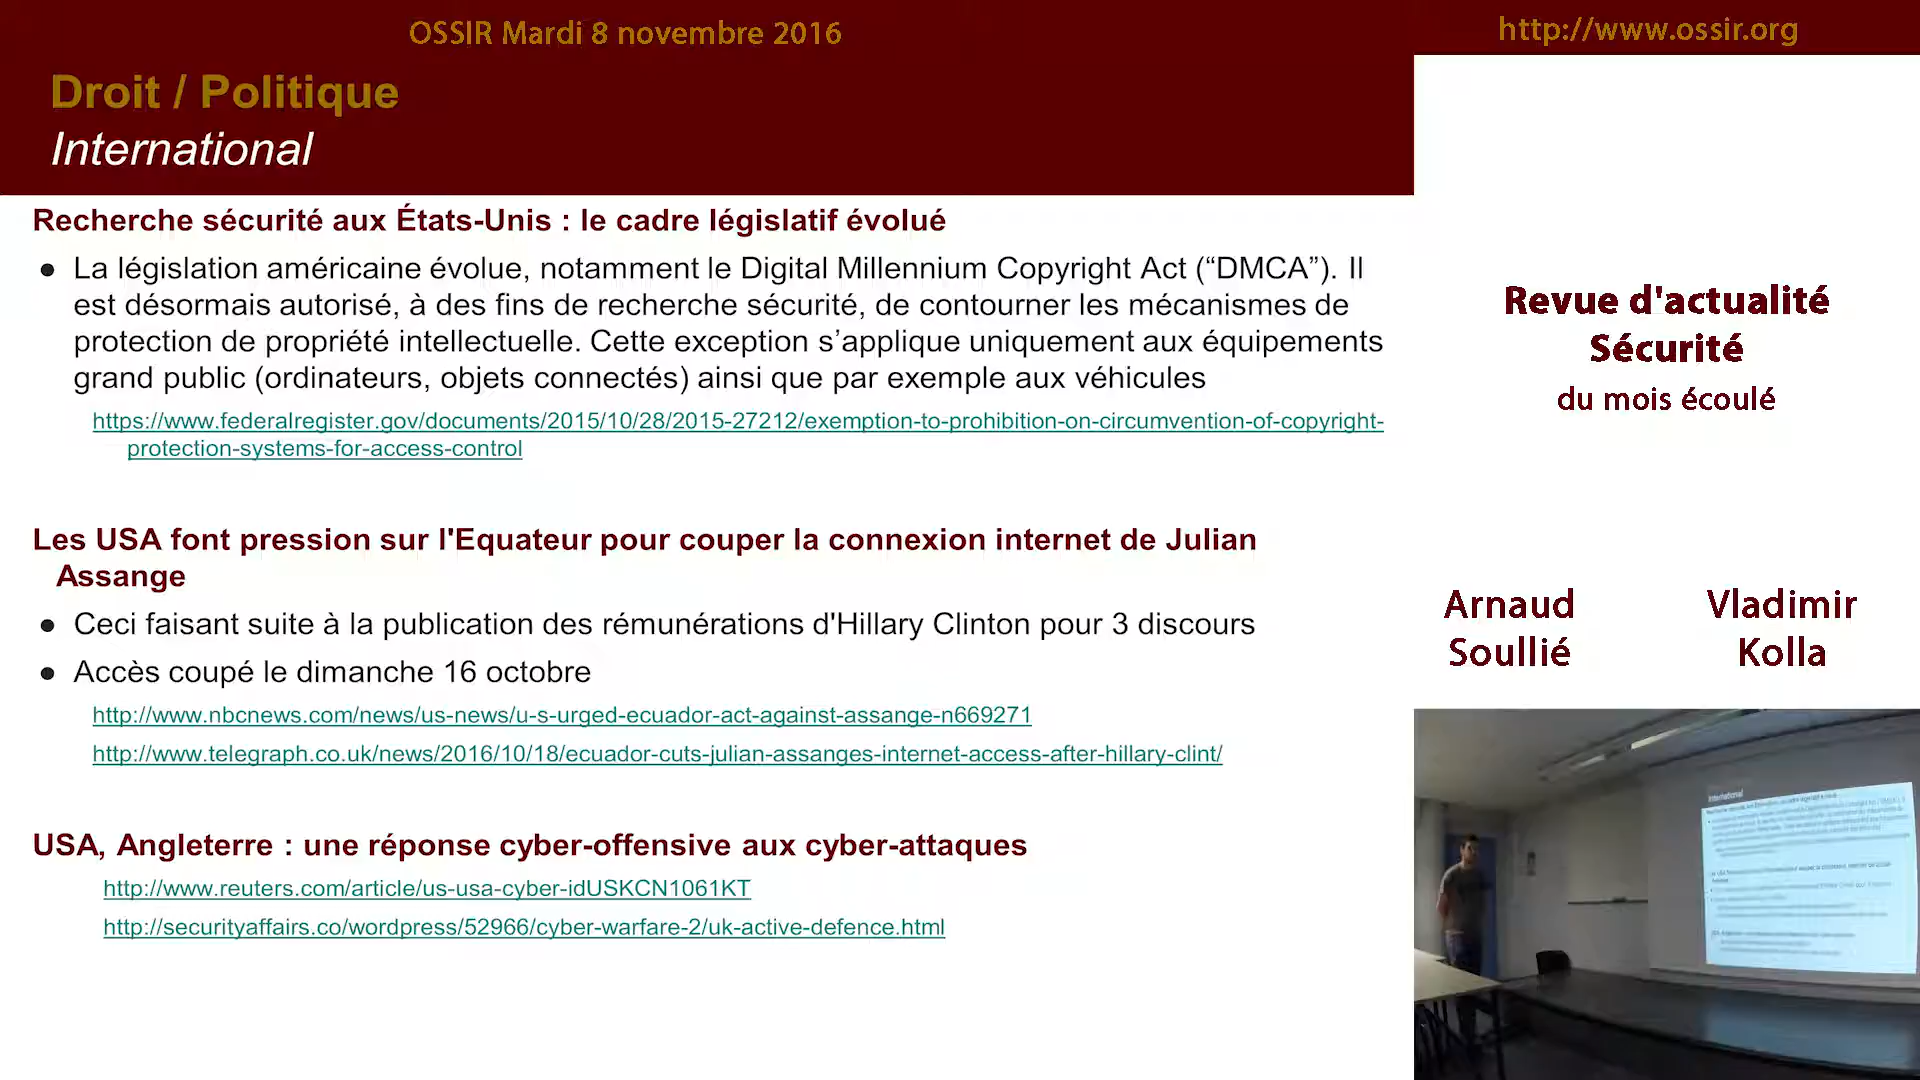 OSSIR Mardi 8 novembre 2016
http://www.ossir.org
Droit / Politique
International
Recherche sécurité aux États-Unis : le cadre législatif évolué
● La législation américaine évolue, notamment le Digital Millennium Copyright Act (“DMCA”). Il
est désormais autorisé, à des fins de recherche sécurité, de contourner les mécanismes de
protection de propriété intellectuelle. Cette exception s’applique uniquement aux équipements
grand public (ordinateurs, objets connectés) ainsi que par exemple aux véhicules
https://www.federalregister.gov/documents/2015/10/28/2015-27212/exemption-to-prohibition-on-circumvention-of-copyright-
protection-systems-for-access-control
Les USA font pression sur l'Equateur pour couper la connexion internet de Julian
Assange
● Ceci faisant suite à la publication des rémunérations d'Hillary Clinton pour 3 discours
● Accès coupé le dimanche 16 octobre
http://www.nbcnews.com/news/us-news/u-s-urged-ecuador-act-against-assange-n669271
http://www.telegraph.co.uk/news/2016/10/18/ecuador-cuts-julian-assanges-internet-access-after-hillary-clint/
USA, Angleterre : une réponse cyber-offensive aux cyber-attaques
http://www.reuters.com/article/us-usa-cyber-idUSKCN1061KT
http://securityaffairs.co/wordpress/52966/cyber-warfare-2/uk-active-defence.html
Revue d'actualité
Sécurité
du mois écoulé
Arnaud
Soullié
Vladimir
Kolla
International